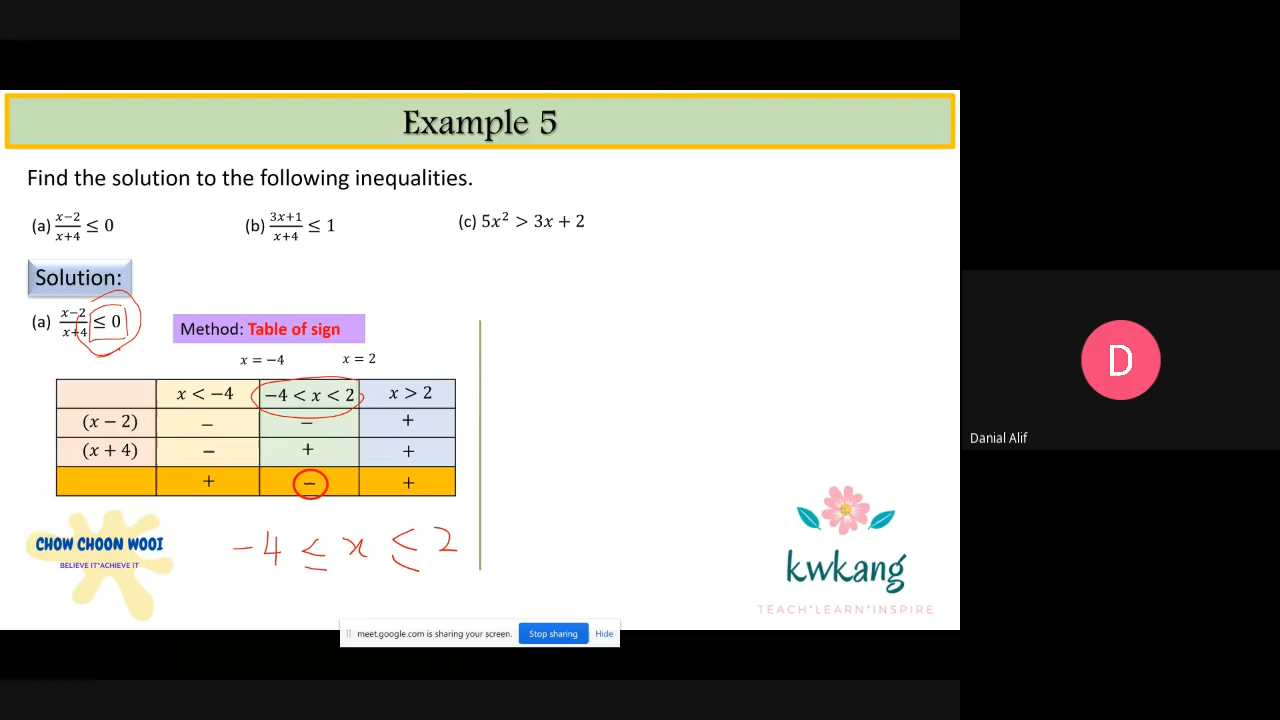 Example 5
Find the solution to the following inequalities.
(a) x−2/x+4 ≤ 0 (b) 3x+1/x+4 ≤ 1 (c) 5x² > 3x + 2
Solution:
(a) x−2/x+4 ≤ 0 Method: Table of sign
x = −4 x = 2
x < −4 −4 < x < 2 x > 2
(x − 2) − − +
(x + 4) − + +
+ − +
−4 ≤ x ≤ 2
CHOW CHOON WOOI
BELIEVE IT*ACHIEVE IT
kwkang
TEACH*LEARN*INSPIRE
meet.google.com is sharing your screen. Stop sharing Hide
D
Danial Alif